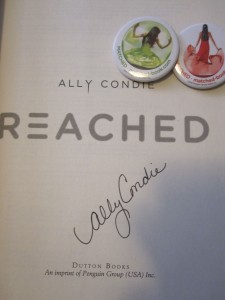 ALLY CONDIE
REACHED
Ally Condie
DUTTON BOOKS
An imprint of Penguin Group (USA) Inc.